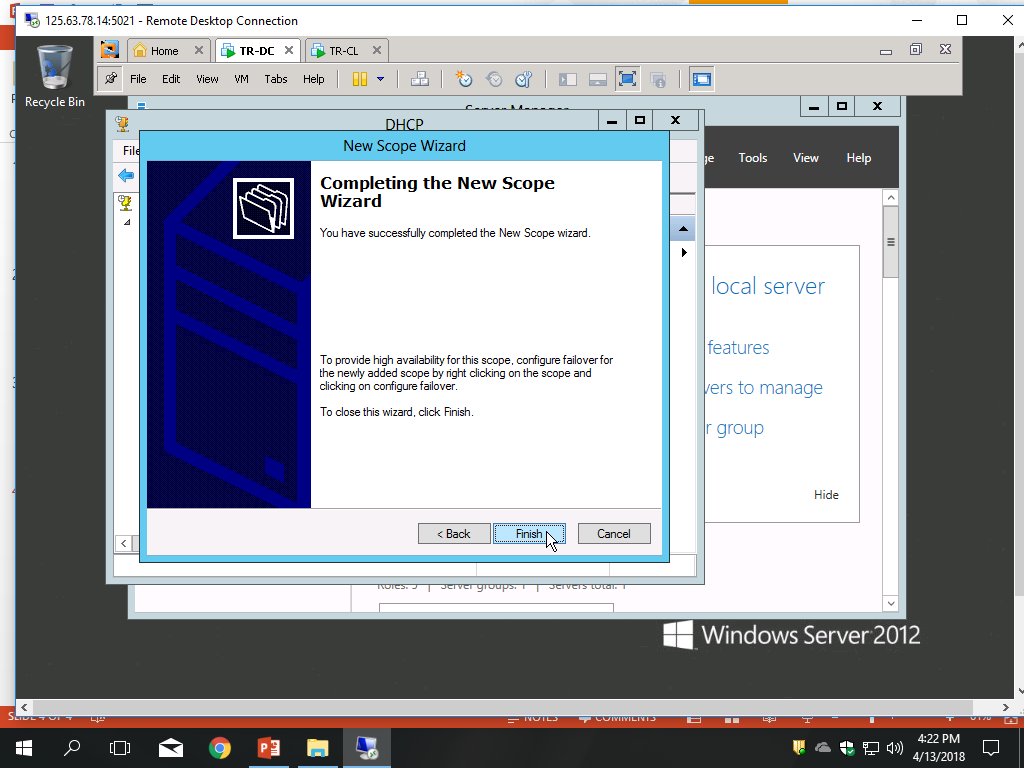 125.63.78.14:5021 - Remote Desktop Connection
Recycle Bin
Home
TR-DC
TR-CL
File Edit View VM Tabs Help
Server Manager
DHCP
File
New Scope Wizard
Tools View Help
Completing the New Scope
Wizard
You have successfully completed the New Scope wizard.
To provide high availability for this scope, configure failover for
the newly added scope by right clicking on the scope and
clicking on configure failover.
To close this wizard, click Finish.
< Back
Finish
Cancel
local server
features
vers to manage
r group
Hide
Roles: 5 | Server groups: 1 | Servers total: 1
Windows Server 2012
SLIDE 4 OF 4
NOTES
COMMENTS
61%
4:22 PM
4/13/2018